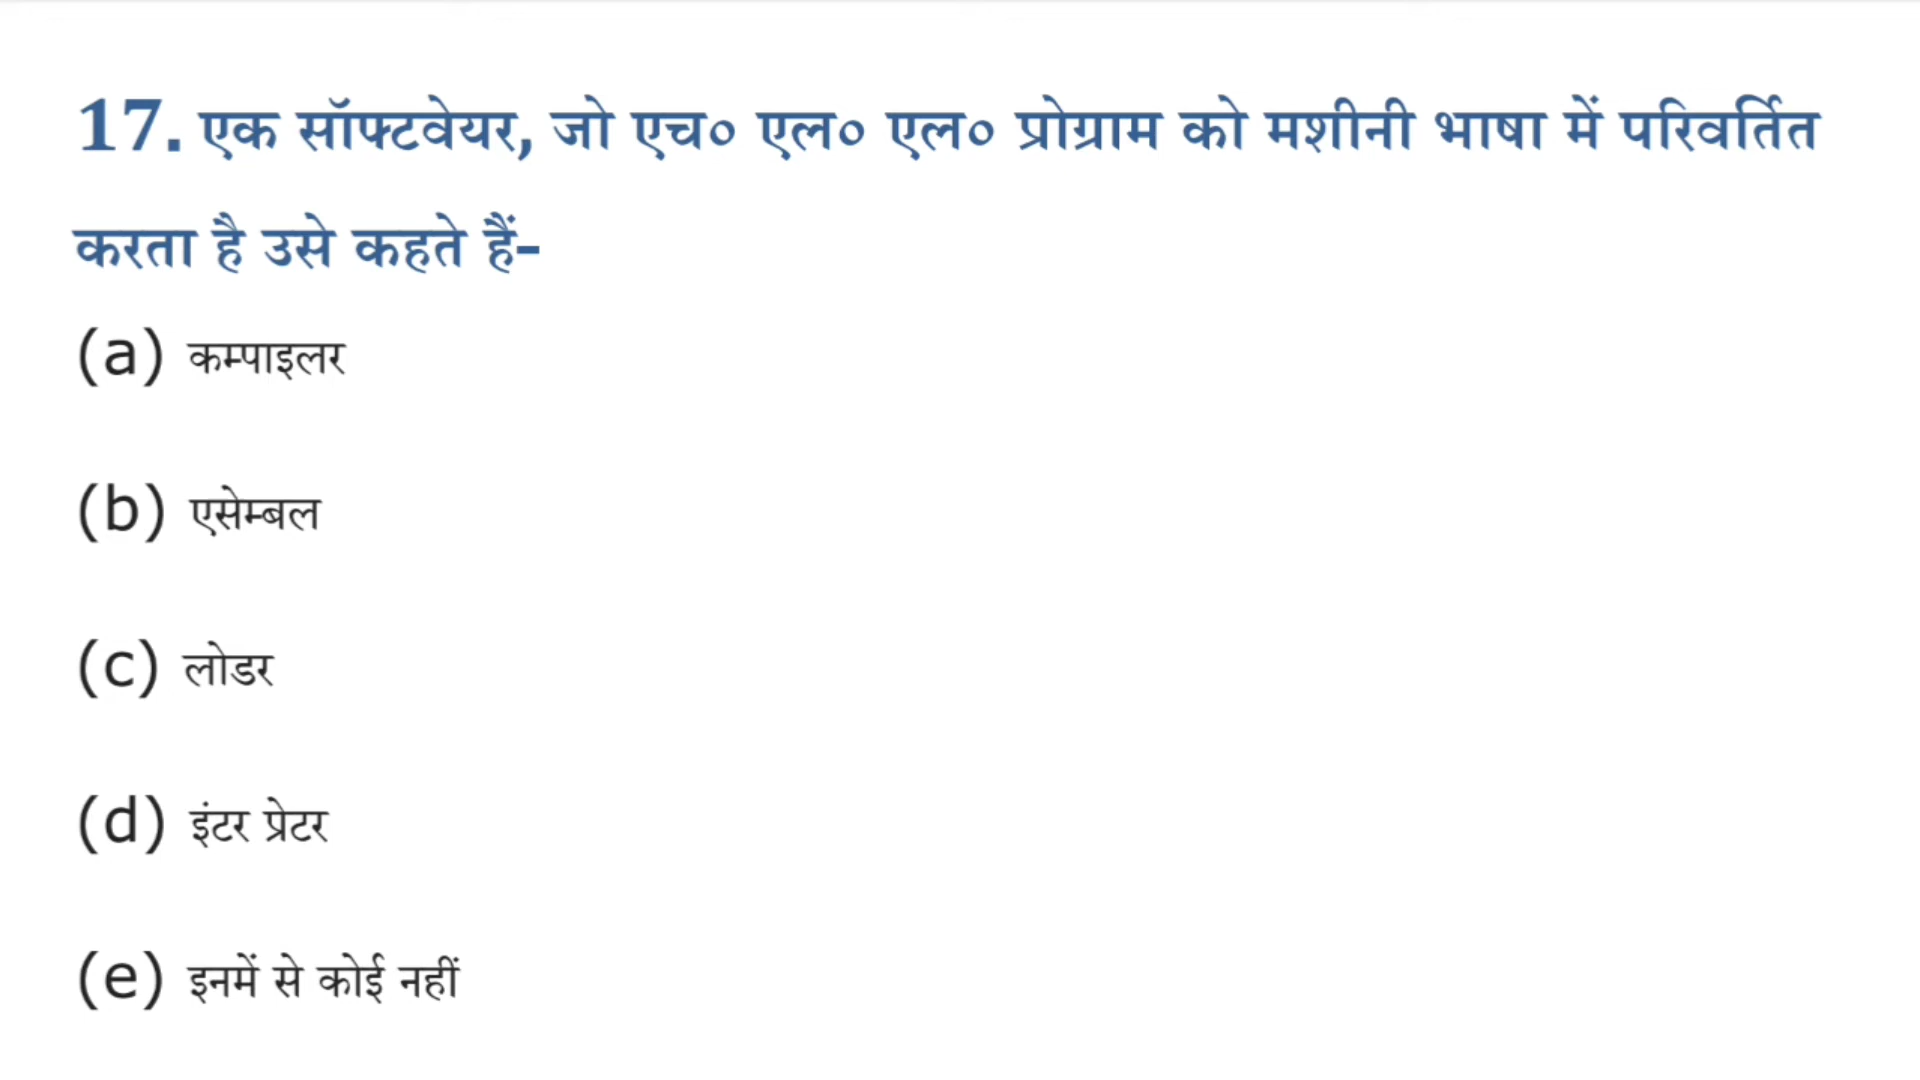 17. एक सॉफ्टवेयर, जो एच० एल० एल० प्रोग्राम को मशीनी भाषा में परिवर्तित
करता है उसे कहते हैं-
(a) कम्पाइलर
(b) एसेम्बल
(c) लोडर
(d) इंटर प्रेटर
(e) इनमें से कोई नहीं